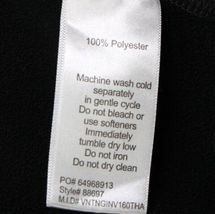 100% Polyester
Machine wash cold
separately
in gentle cycle
Do not bleach or
use softeners
Immediately
tumble dry low
Do not iron
Do not dry clean
PO# 64968913
Style# 88697
M.I.D# VNTNGINV160THA